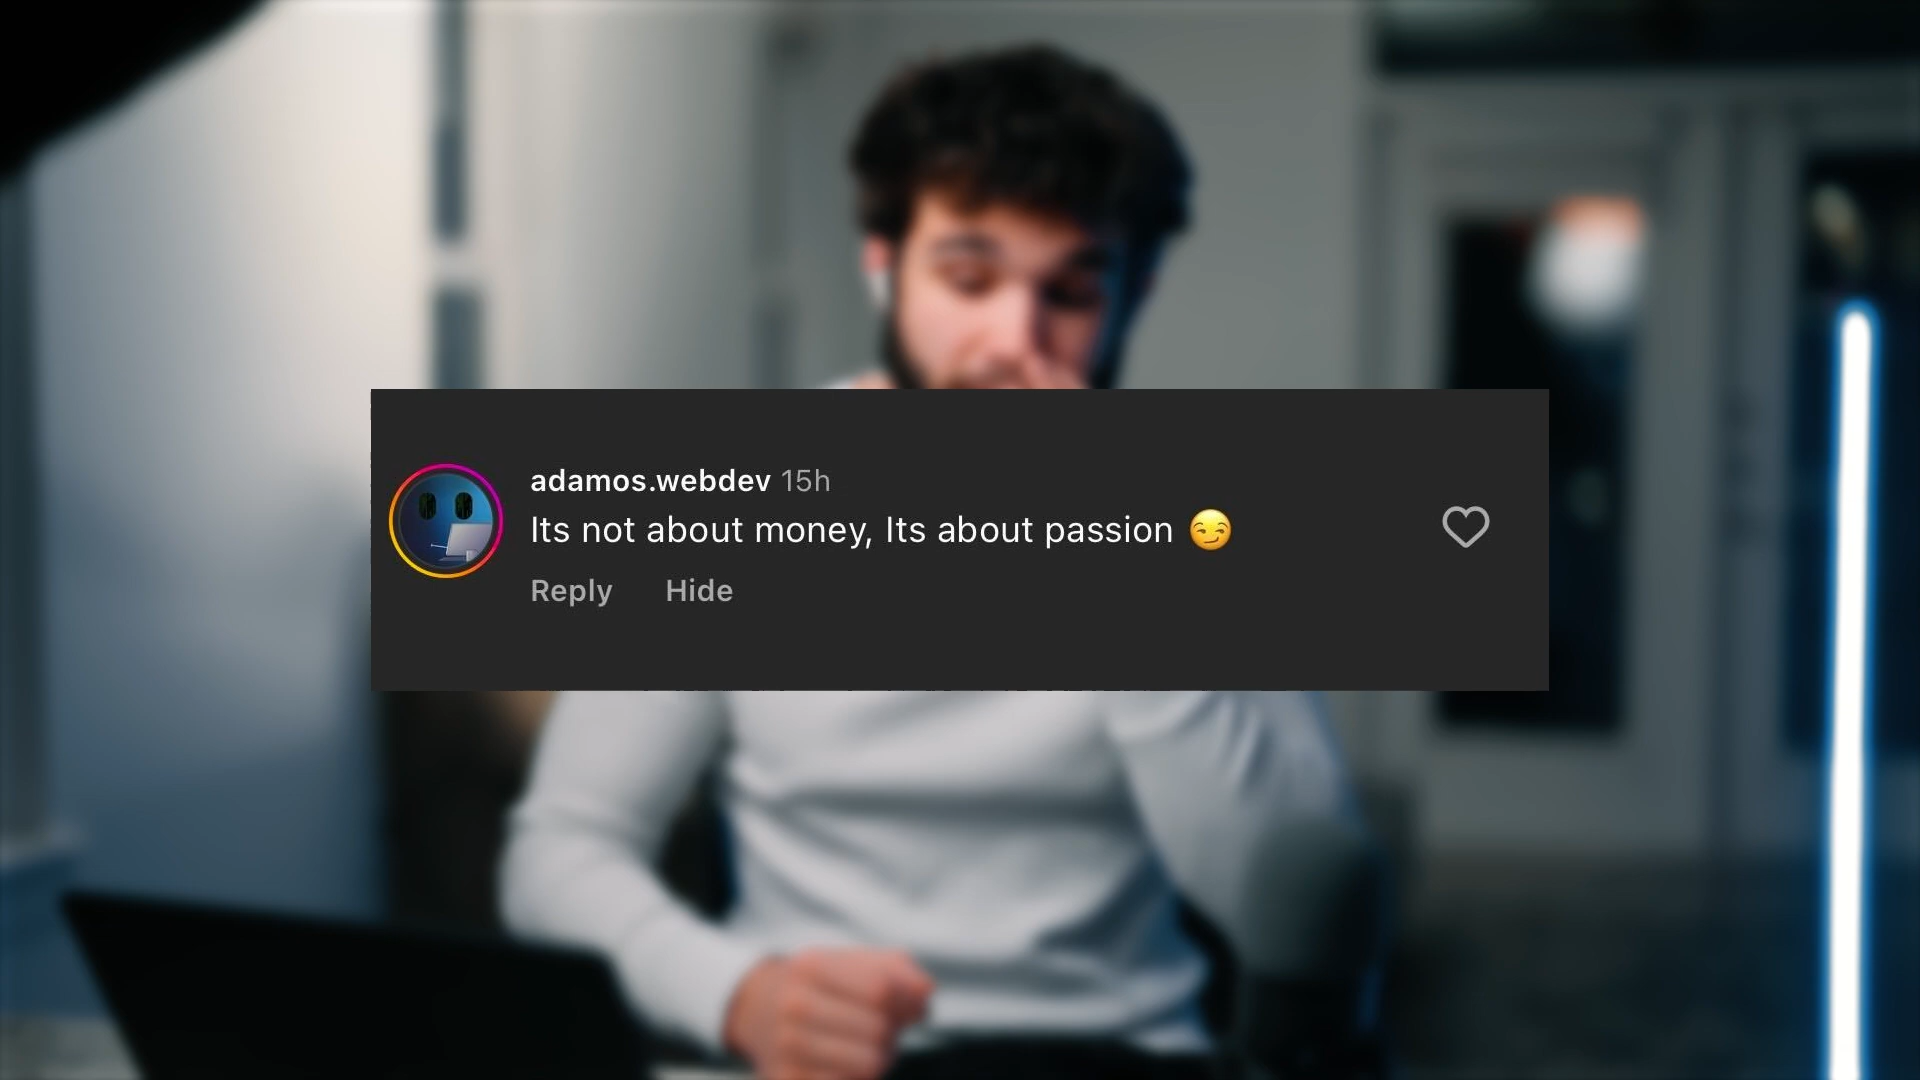 adamos.webdev 15h
Its not about money, Its about passion 😏
Reply Hide